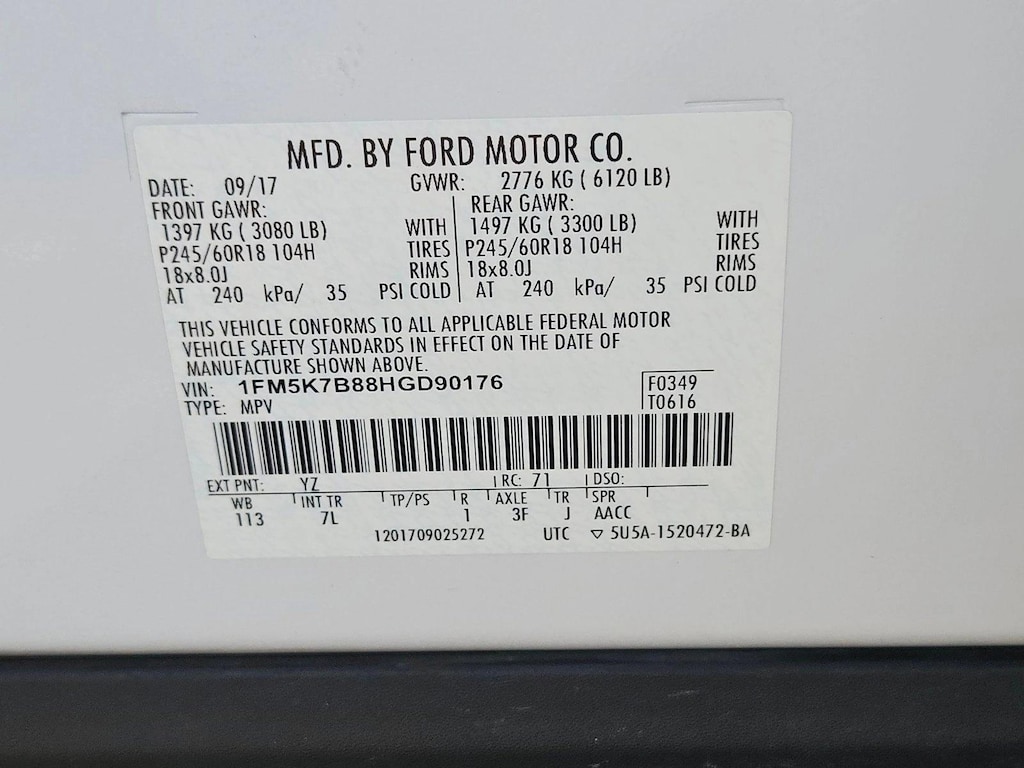 MFD. BY FORD MOTOR CO.
DATE: 09/17 GVWR: 2776 KG ( 6120 LB)
FRONT GAWR: REAR GAWR:
1397 KG ( 3080 LB) WITH 1497 KG ( 3300 LB) WITH
P245/60R18 104H TIRES P245/60R18 104H TIRES
18x8.0J RIMS 18x8.0J RIMS
AT 240 kPa/ 35 PSI COLD AT 240 kPa/ 35 PSI COLD
THIS VEHICLE CONFORMS TO ALL APPLICABLE FEDERAL MOTOR
VEHICLE SAFETY STANDARDS IN EFFECT ON THE DATE OF
MANUFACTURE SHOWN ABOVE.
VIN: 1FM5K7B88HGD90176 F0349
TYPE: MPV T0616
EXT PNT: YZ RC: 71 DSO:
WB INT TR TP/PS R AXLE TR SPR
113 7L 1 3F J AACC
1201709025272 UTC ▽ 5U5A-1520472-BA